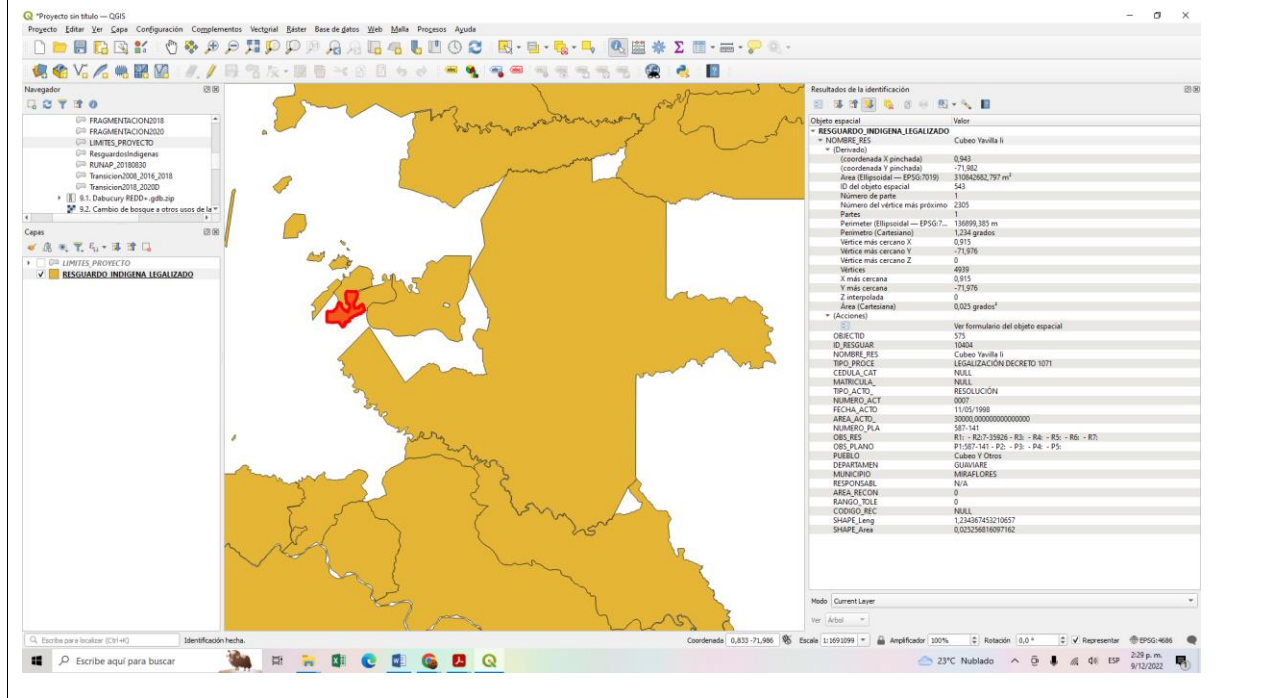 *Proyecto sin título — QGIS
Proyecto Editar Ver Capa Configuración Complementos Vectorial Ráster Base de datos Web Malla Procesos Ayuda
Navegador
FRAGMENTACION2018
FRAGMENTACION2020
LIMITES_PROYECTO
ResguardosIndigenas
RUNAP_20180830
Transicion2008_2016_2018
Transicion2018_2020D
9.1. Dabucury REDD+.gdb.zip
9.2. Cambio de bosque a otros usos de la
Capas
LIMITES_PROYECTO
RESGUARDO_INDIGENA_LEGALIZADO
Resultados de la identificación
Objeto espacial Valor
RESGUARDO_INDIGENA_LEGALIZADO
NOMBRE_RES Cubeo Yavilla Ii
(Derivado)
(coordenada X pinchada) 0,943
(coordenada Y pinchada) -71,982
Área (Ellipsoidal — EPSG:7019) 310842682,797 m²
ID del objeto espacial 543
Número de parte 1
Número del vértice más próximo 2305
Partes 1
Perimeter (Ellipsoidal — EPSG:7... 136899,385 m
Perímetro (Cartesiano) 1,234 grados
Vértice más cercano X 0,915
Vértice más cercano Y -71,976
Vértice más cercano Z 0
Vértices 4939
X más cercana 0,915
Y más cercana -71,976
Z interpolada 0
Área (Cartesiana) 0,025 grados²
(Acciones)
Ver formulario del objeto espacial
OBJECTID 575
ID_RESGUAR 10404
NOMBRE_RES Cubeo Yavilla Ii
TIPO_PROCE LEGALIZACIÓN DECRETO 1071
CEDULA_CAT NULL
MATRICULA_ NULL
TIPO_ACTO_ RESOLUCIÓN
NUMERO_ACT 0007
FECHA_ACTO 11/05/1998
AREA_ACTO_ 30000,000000000000000
NUMERO_PLA 587-141
OBS_RES R1: - R2:7-35926 - R3: - R4: - R5: - R6: - R7:
OBS_PLANO P1:587-141 - P2: - P3: - P4: - P5:
PUEBLO Cubeo Y Otros
DEPARTAMEN GUAVIARE
MUNICIPIO MIRAFLORES
RESPONSABL N/A
AREA_RECON 0
RANGO_TOLE 0
CODIGO_REC NULL
SHAPE_Leng 1,234367453210657
SHAPE_Area 0,025256816097162
Modo Current Layer
Ver Árbol
Escriba para localizar (Ctrl+K) Identificación hecha. Coordenada 0,833 -71,986 Escala 1:1691099 Amplificador 100% Rotación 0,0 ° Representar EPSG:4686
Escribe aquí para buscar 23°C Nublado ESP 2:29 p. m.
9/12/2022